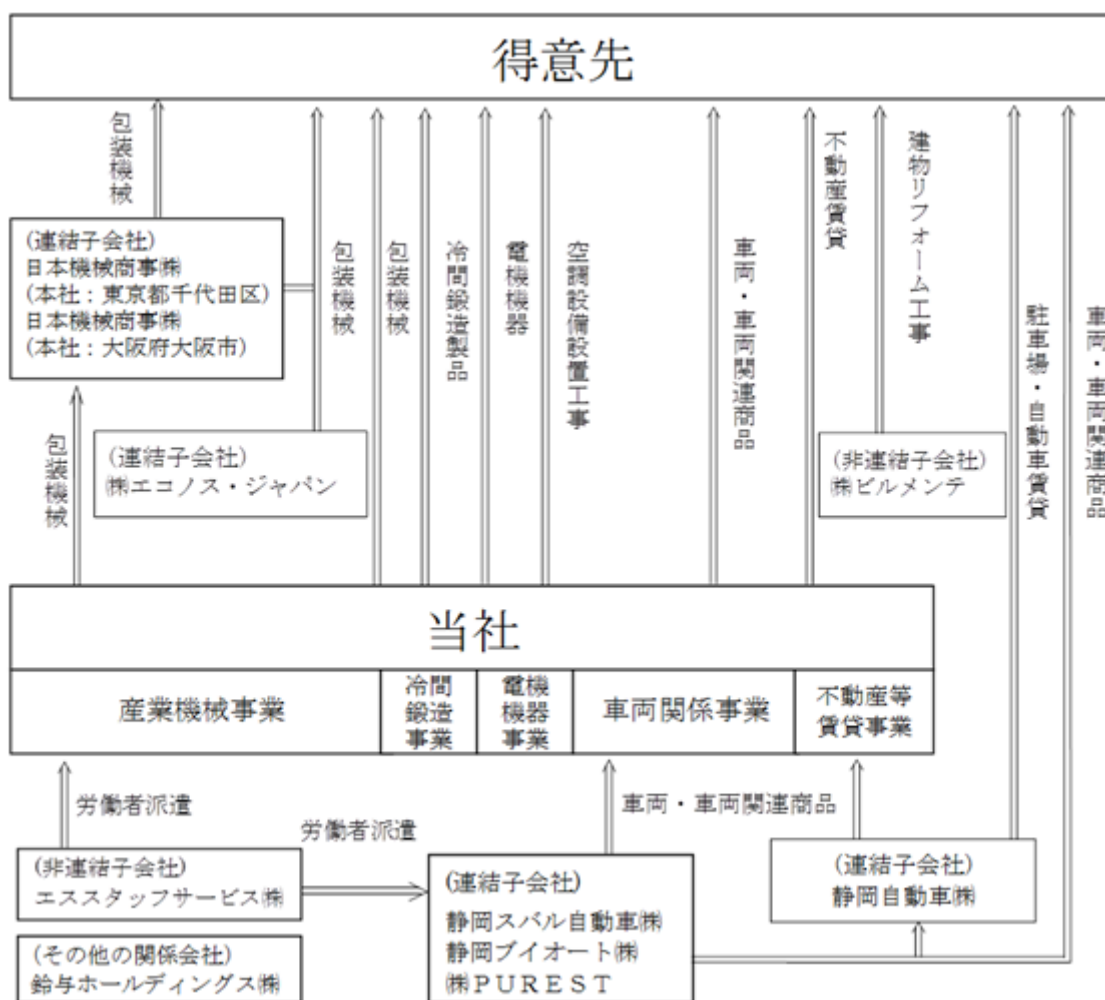 得意先
包装機械
(連結子会社)
日本機械商事㈱
(本社：東京都千代田区)
日本機械商事㈱
(本社：大阪府大阪市)
包装機械
包装機械
冷間鍛造製品
電機機器
空調設備設置工事
車両・車両関連商品
不動産賃貸
建物リフォーム工事
駐車場・自動車賃貸
車両・車両関連商品
包装機械
(連結子会社)
㈱エコノス・ジャパン
(非連結子会社)
㈱ビルメンテ
当社
産業機械事業
冷間
鍛造
事業
電機
機器
事業
車両関係事業
不動産等
賃貸事業
労働者派遣
労働者派遣
車両・車両関連商品
(非連結子会社)
エススタッフサービス㈱
(連結子会社)
静岡スバル自動車㈱
静岡ブイオート㈱
㈱ＰＵＲＥＳＴ
(連結子会社)
静岡自動車㈱
(その他の関係会社)
鈴与ホールディングス㈱